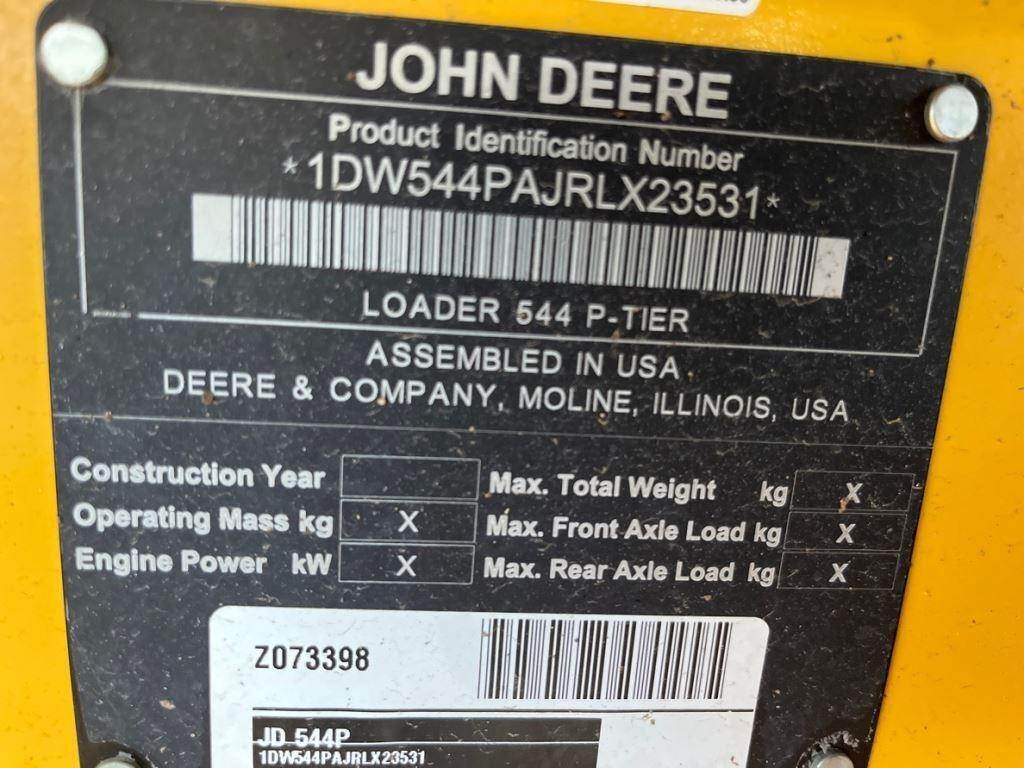 JOHN DEERE
Product Identification Number
*1DW544PAJRLX23531*
LOADER 544 P-TIER
ASSEMBLED IN USA
DEERE & COMPANY, MOLINE, ILLINOIS, USA
Construction Year
Max. Total Weight kg X
Operating Mass kg X
Max. Front Axle Load kg X
Engine Power kW X
Max. Rear Axle Load kg X
Z073398
JD 544P
1DW544PAJRLX23531